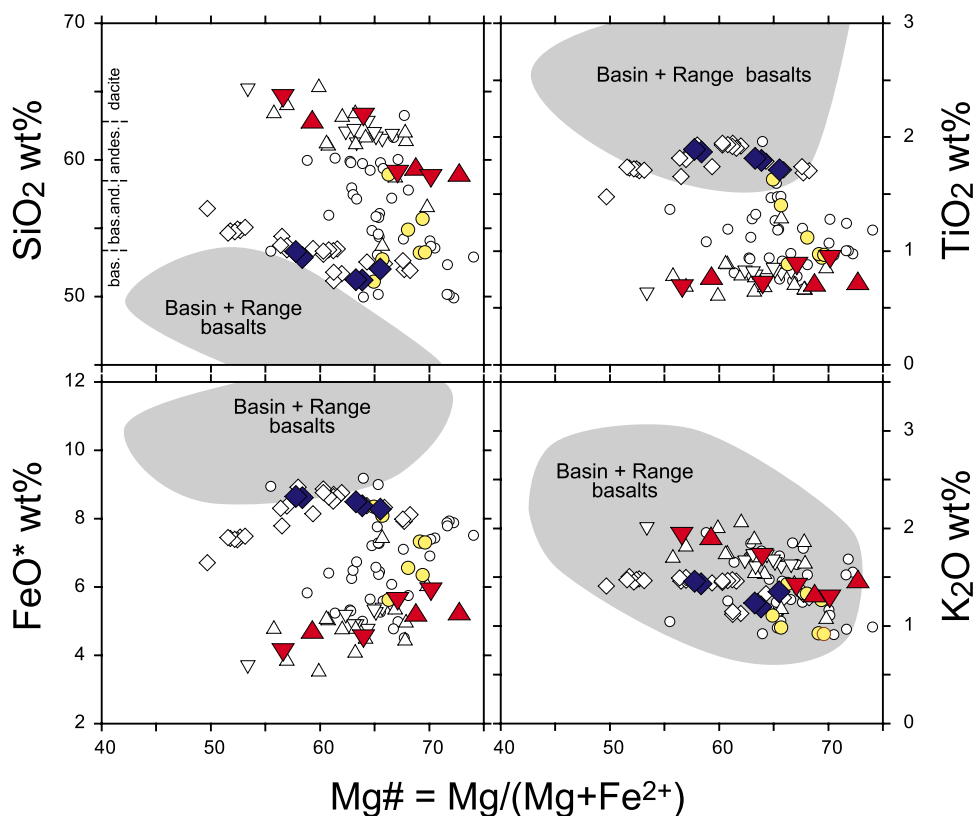 SiO2 wt%
70
60
50
dacite
andes.
bas.and.
bas.
Basin + Range
basalts
TiO2 wt%
3
2
1
0
Basin + Range basalts
FeO* wt%
12
10
8
6
4
2
Basin + Range
basalts
40 50 60 70
K2O wt%
3
2
1
0
Basin + Range
basalts
40 50 60 70
Mg# = Mg/(Mg+Fe2+)